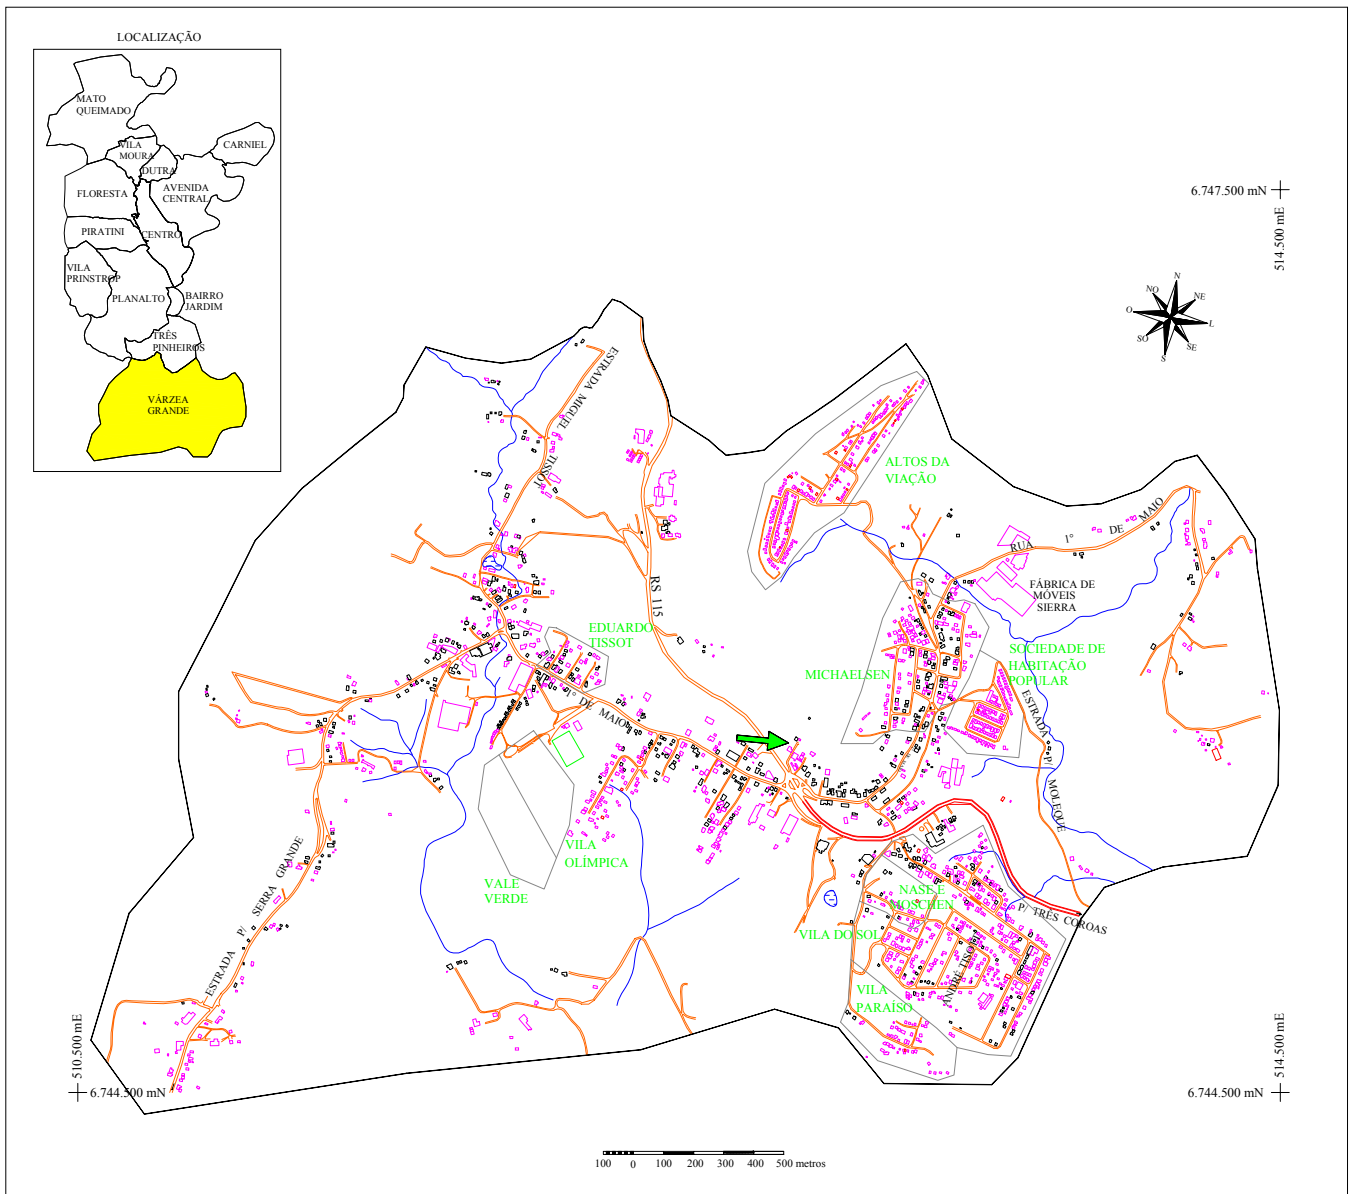 LOCALIZAÇÃO
MATO
QUEIMADO
VILA
MOURA
CARNIEL
DUTRA
FLORESTA
AVENIDA
CENTRAL
PIRATINI
CENTRO
VILA
PRINSTROP
PLANALTO
BAIRRO
JARDIM
TRÊS
PINHEIROS
VÁRZEA
GRANDE
6.747.500 mN
514.500 mE
N
NE
L
SE
S
SO
O
NO
ESTRADA MIGUEL
TISSOT
RS 115
ALTOS DA
VIAÇÃO
RUA 1° DE MAIO
FÁBRICA DE
MÓVEIS
SIERRA
EDUARDO
TISSOT
1° DE MAIO
MICHAELSEN
SOCIEDADE DE
HABITAÇÃO
POPULAR
ESTRADA P/ MOLEQUE
VILA
OLÍMPICA
VALE
VERDE
ESTRADA P/ SERRA GRANDE
NASE E
MOSCHEN
P/ TRÊS COROAS
VILA DO SOL
ANDRÉ TISOT
VILA
PARAÍSO
510.500 mE
6.744.500 mN
514.500 mE
6.744.500 mN
100 0 100 200 300 400 500 metros